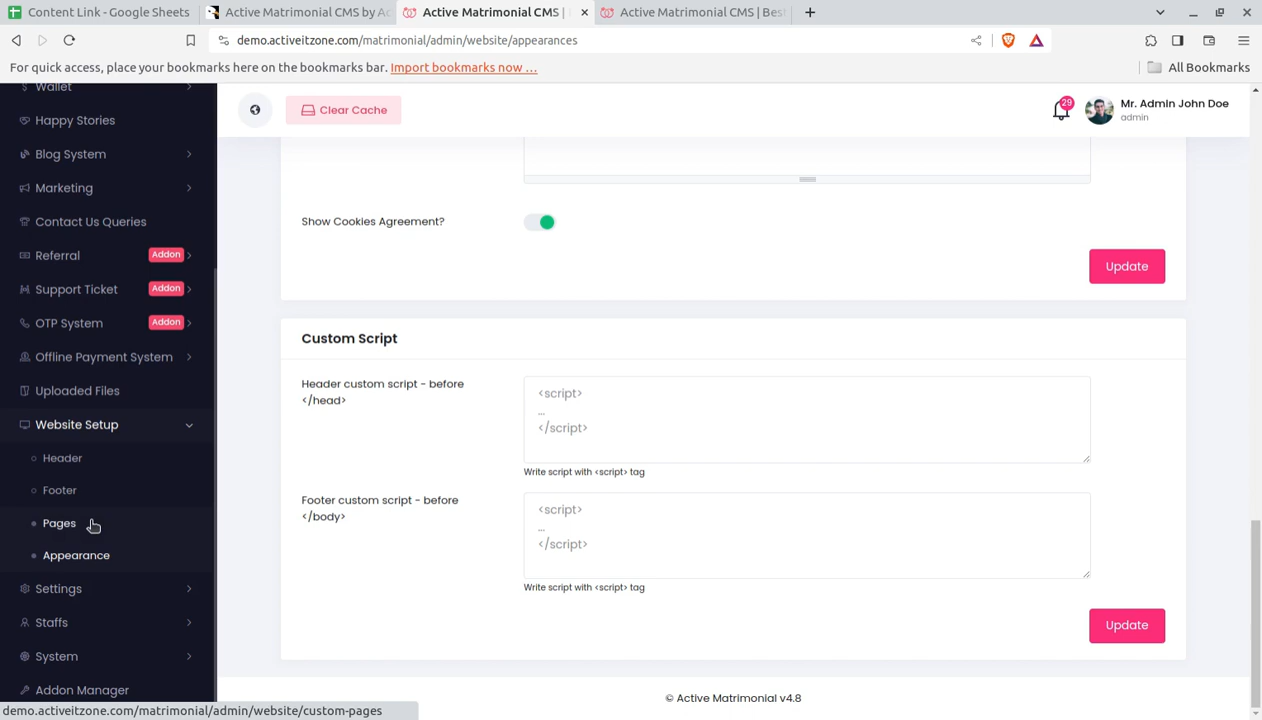 Content Link - Google Sheets
Active Matrimonial CMS by Ac
Active Matrimonial CMS |
Active Matrimonial CMS | Bes
demo.activeitzone.com/matrimonial/admin/website/appearances
For quick access, place your bookmarks here on the bookmarks bar. Import bookmarks now ...
All Bookmarks
Wallet
Happy Stories
Blog System
Marketing
Contact Us Queries
Referral Addon
Support Ticket Addon
OTP System Addon
Offline Payment System
Uploaded Files
Website Setup
Header
Footer
Pages
Appearance
Settings
Staffs
System
Addon Manager
demo.activeitzone.com/matrimonial/admin/website/custom-pages
Clear Cache
29
Mr. Admin John Doe
admin
Show Cookies Agreement?
Update
Custom Script
Header custom script - before
</head>
<script>
...
</script>
Write script with <script> tag
Footer custom script - before
</body>
<script>
...
</script>
Write script with <script> tag
Update
© Active Matrimonial v4.8